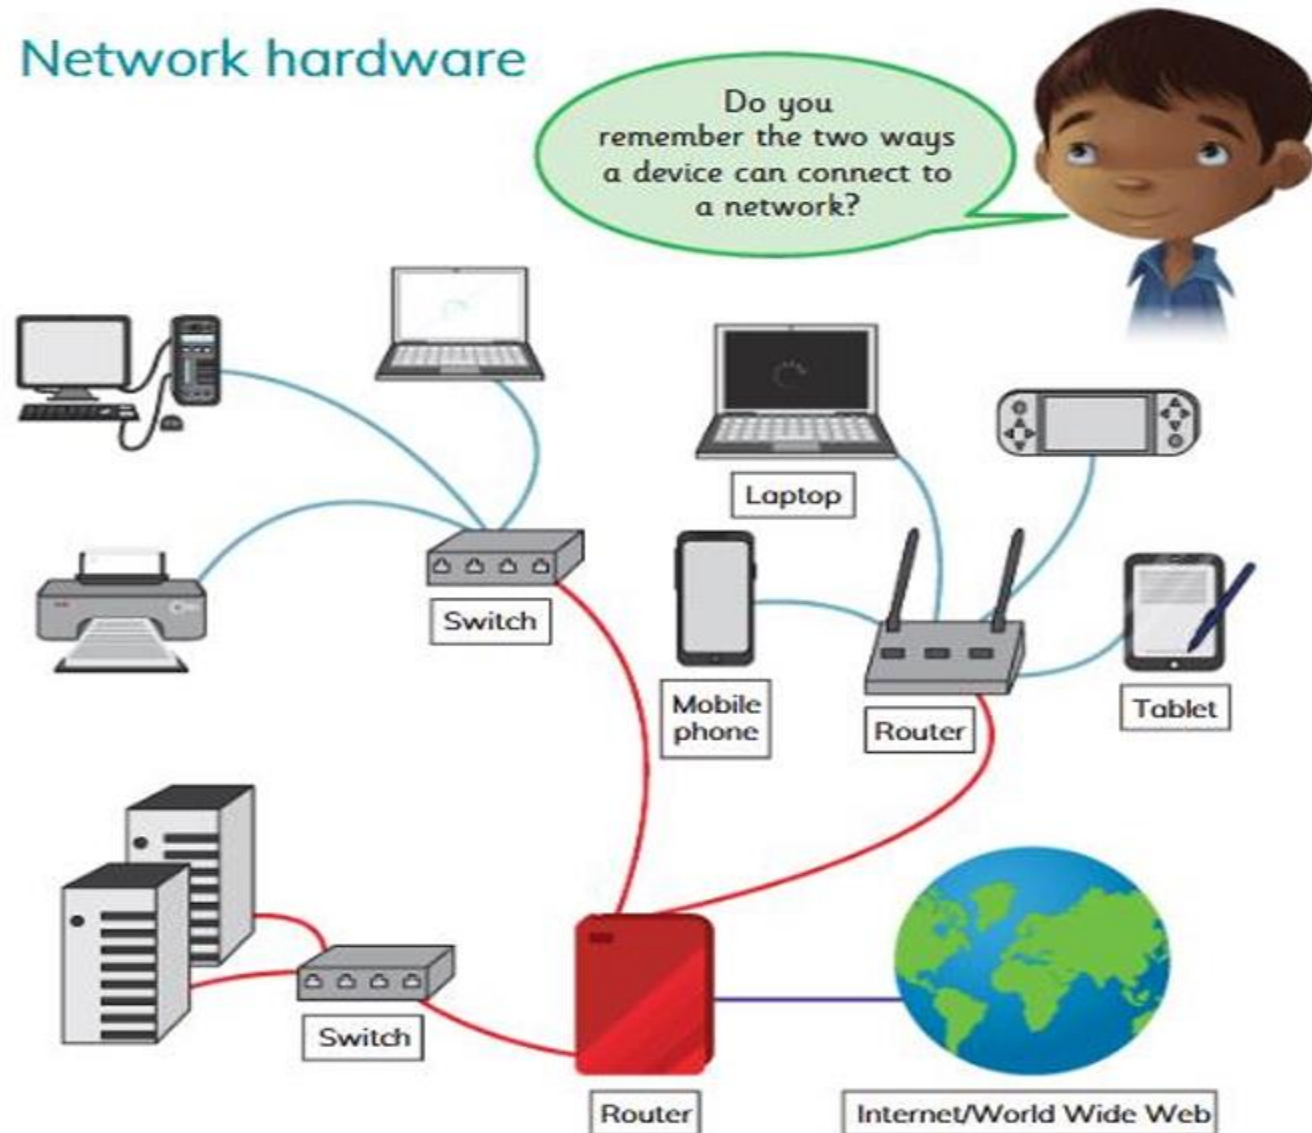 Network hardware
Do you
remember the two ways
a device can connect to
a network?
Laptop
Switch
Mobile
phone
Router
Tablet
Switch
Router
Internet/World Wide Web